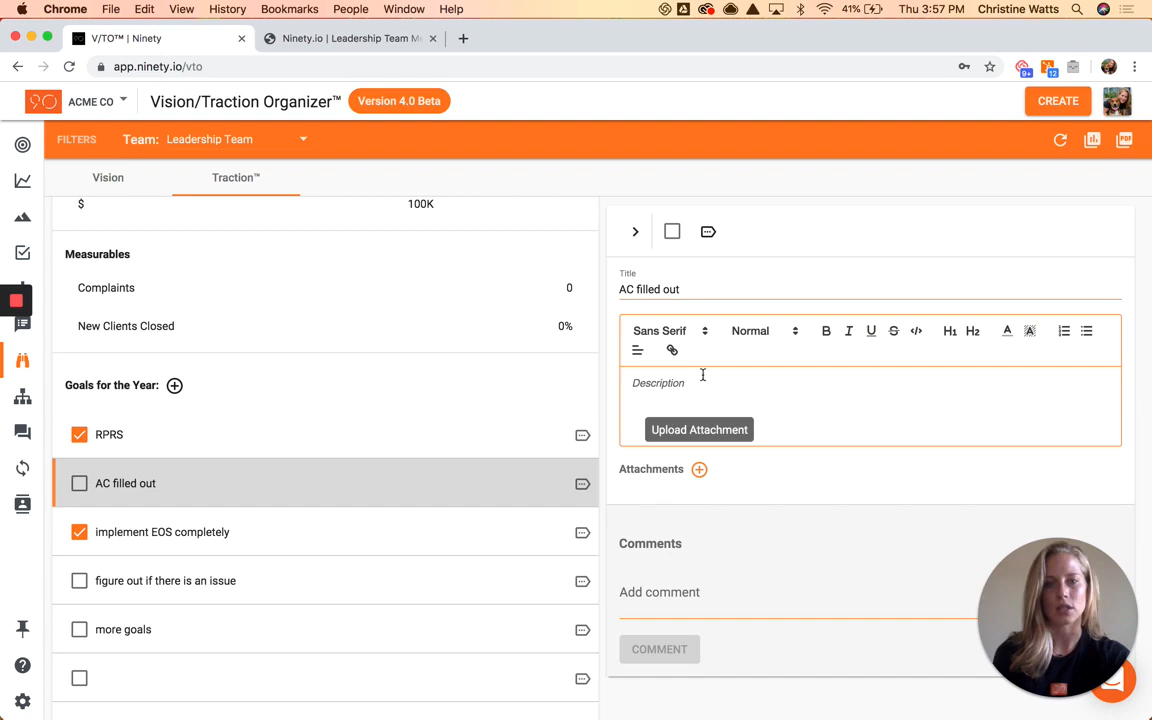 Chrome File Edit View History Bookmarks People Window Help 41% Thu 3:57 PM Christine Watts
V/TO™ | Ninety Ninety.io | Leadership Team M
app.ninety.io/vto 9+ 12
90 ACME CO Vision/Traction Organizer™ Version 4.0 Beta CREATE
FILTERS Team: Leadership Team PDF
Vision Traction™
$ 100K
Measurables
Complaints 0
New Clients Closed 0%
Goals for the Year:
RPRS
AC filled out
implement EOS completely
figure out if there is an issue
more goals
Title
AC filled out
Sans Serif Normal B I U S </> H1 H2 A A
Description
Upload Attachment
Attachments
Comments
Add comment
COMMENT